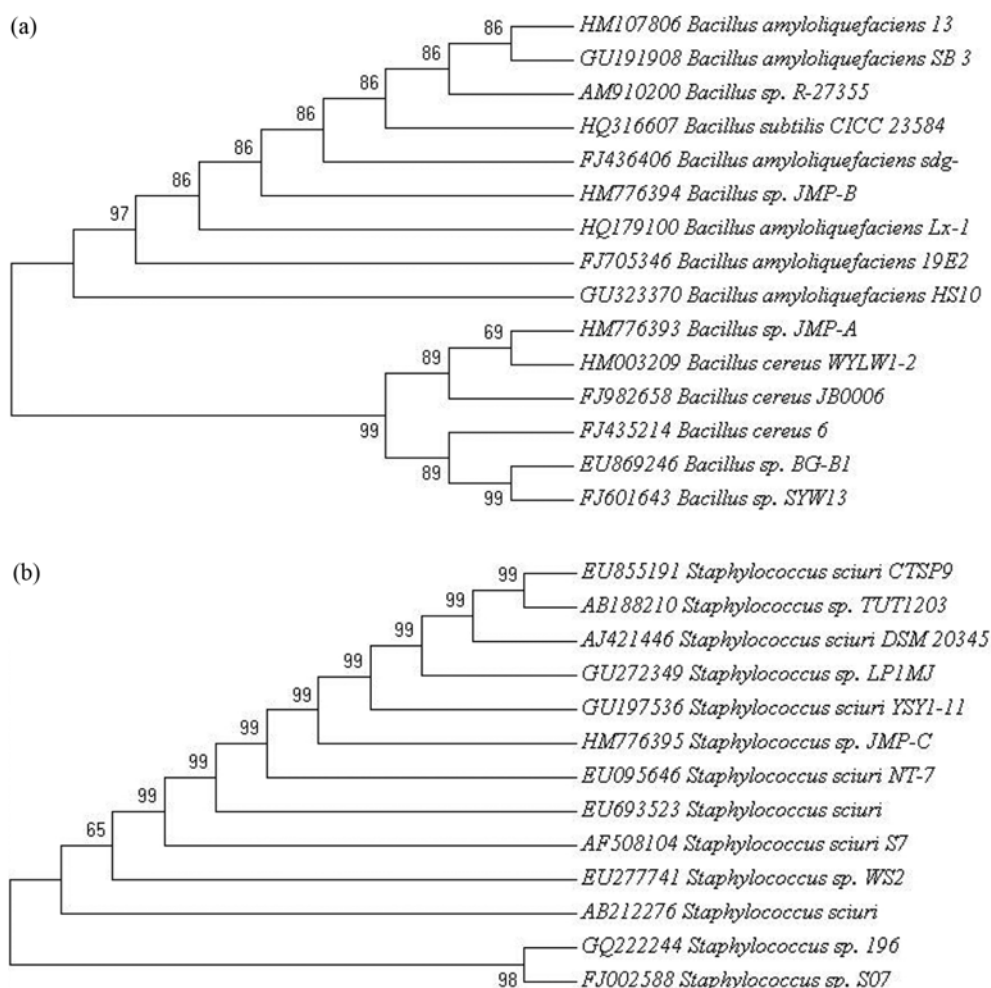 (a)
86
HM107806 Bacillus amyloliquefaciens 13
86
GU191908 Bacillus amyloliquefaciens SB 3
86
AM910200 Bacillus sp. R-27355
86
HQ316607 Bacillus subtilis CICC 23584
86
FJ436406 Bacillus amyloliquefaciens sdg-
86
HM776394 Bacillus sp. JMP-B
97
HQ179100 Bacillus amyloliquefaciens Lx-1
FJ705346 Bacillus amyloliquefaciens 19E2
GU323370 Bacillus amyloliquefaciens HS10
69
HM776393 Bacillus sp. JMP-A
89
HM003209 Bacillus cereus WYLW1-2
FJ982658 Bacillus cereus JB0006
99
FJ435214 Bacillus cereus 6
89
EU869246 Bacillus sp. BG-B1
99
FJ601643 Bacillus sp. SYW13
(b)
99
EU855191 Staphylococcus sciuri CTSP9
99
AB188210 Staphylococcus sp. TUT1203
99
AJ421446 Staphylococcus sciuri DSM 20345
99
GU272349 Staphylococcus sp. LP1MJ
99
GU197536 Staphylococcus sciuri YSY1-11
99
HM776395 Staphylococcus sp. JMP-C
99
EU095646 Staphylococcus sciuri NT-7
99
EU693523 Staphylococcus sciuri
65
AF508104 Staphylococcus sciuri S7
EU277741 Staphylococcus sp. WS2
AB212276 Staphylococcus sciuri
GQ222244 Staphylococcus sp. 196
98
FJ002588 Staphylococcus sp. S07